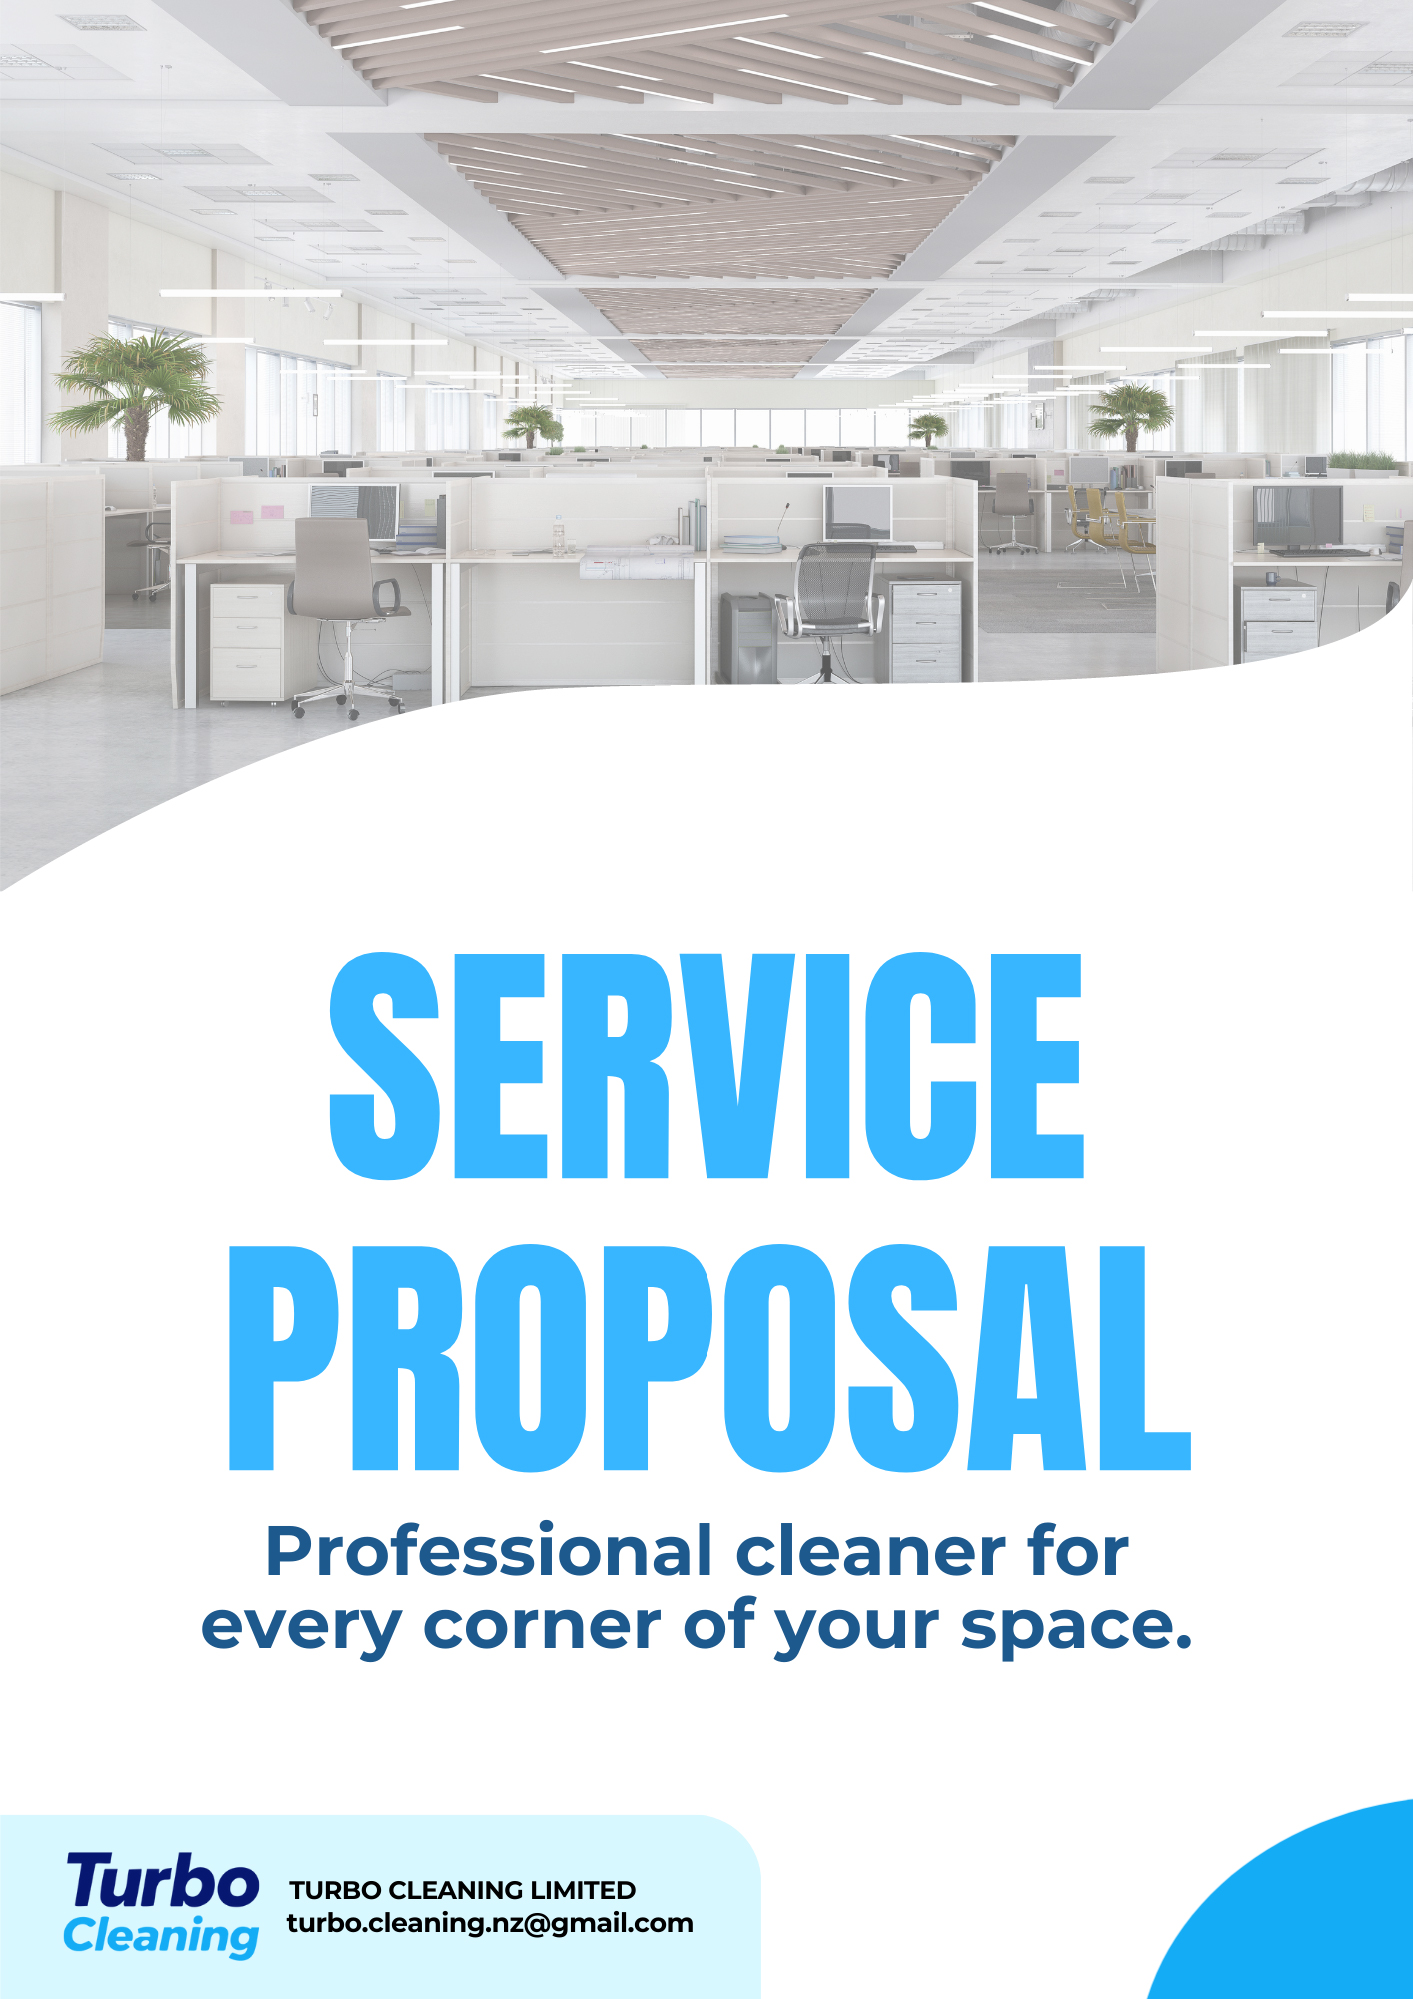 SERVICE
PROPOSAL
Professional cleaner for
every corner of your space.
Turbo
Cleaning
TURBO CLEANING LIMITED
turbo.cleaning.nz@gmail.com